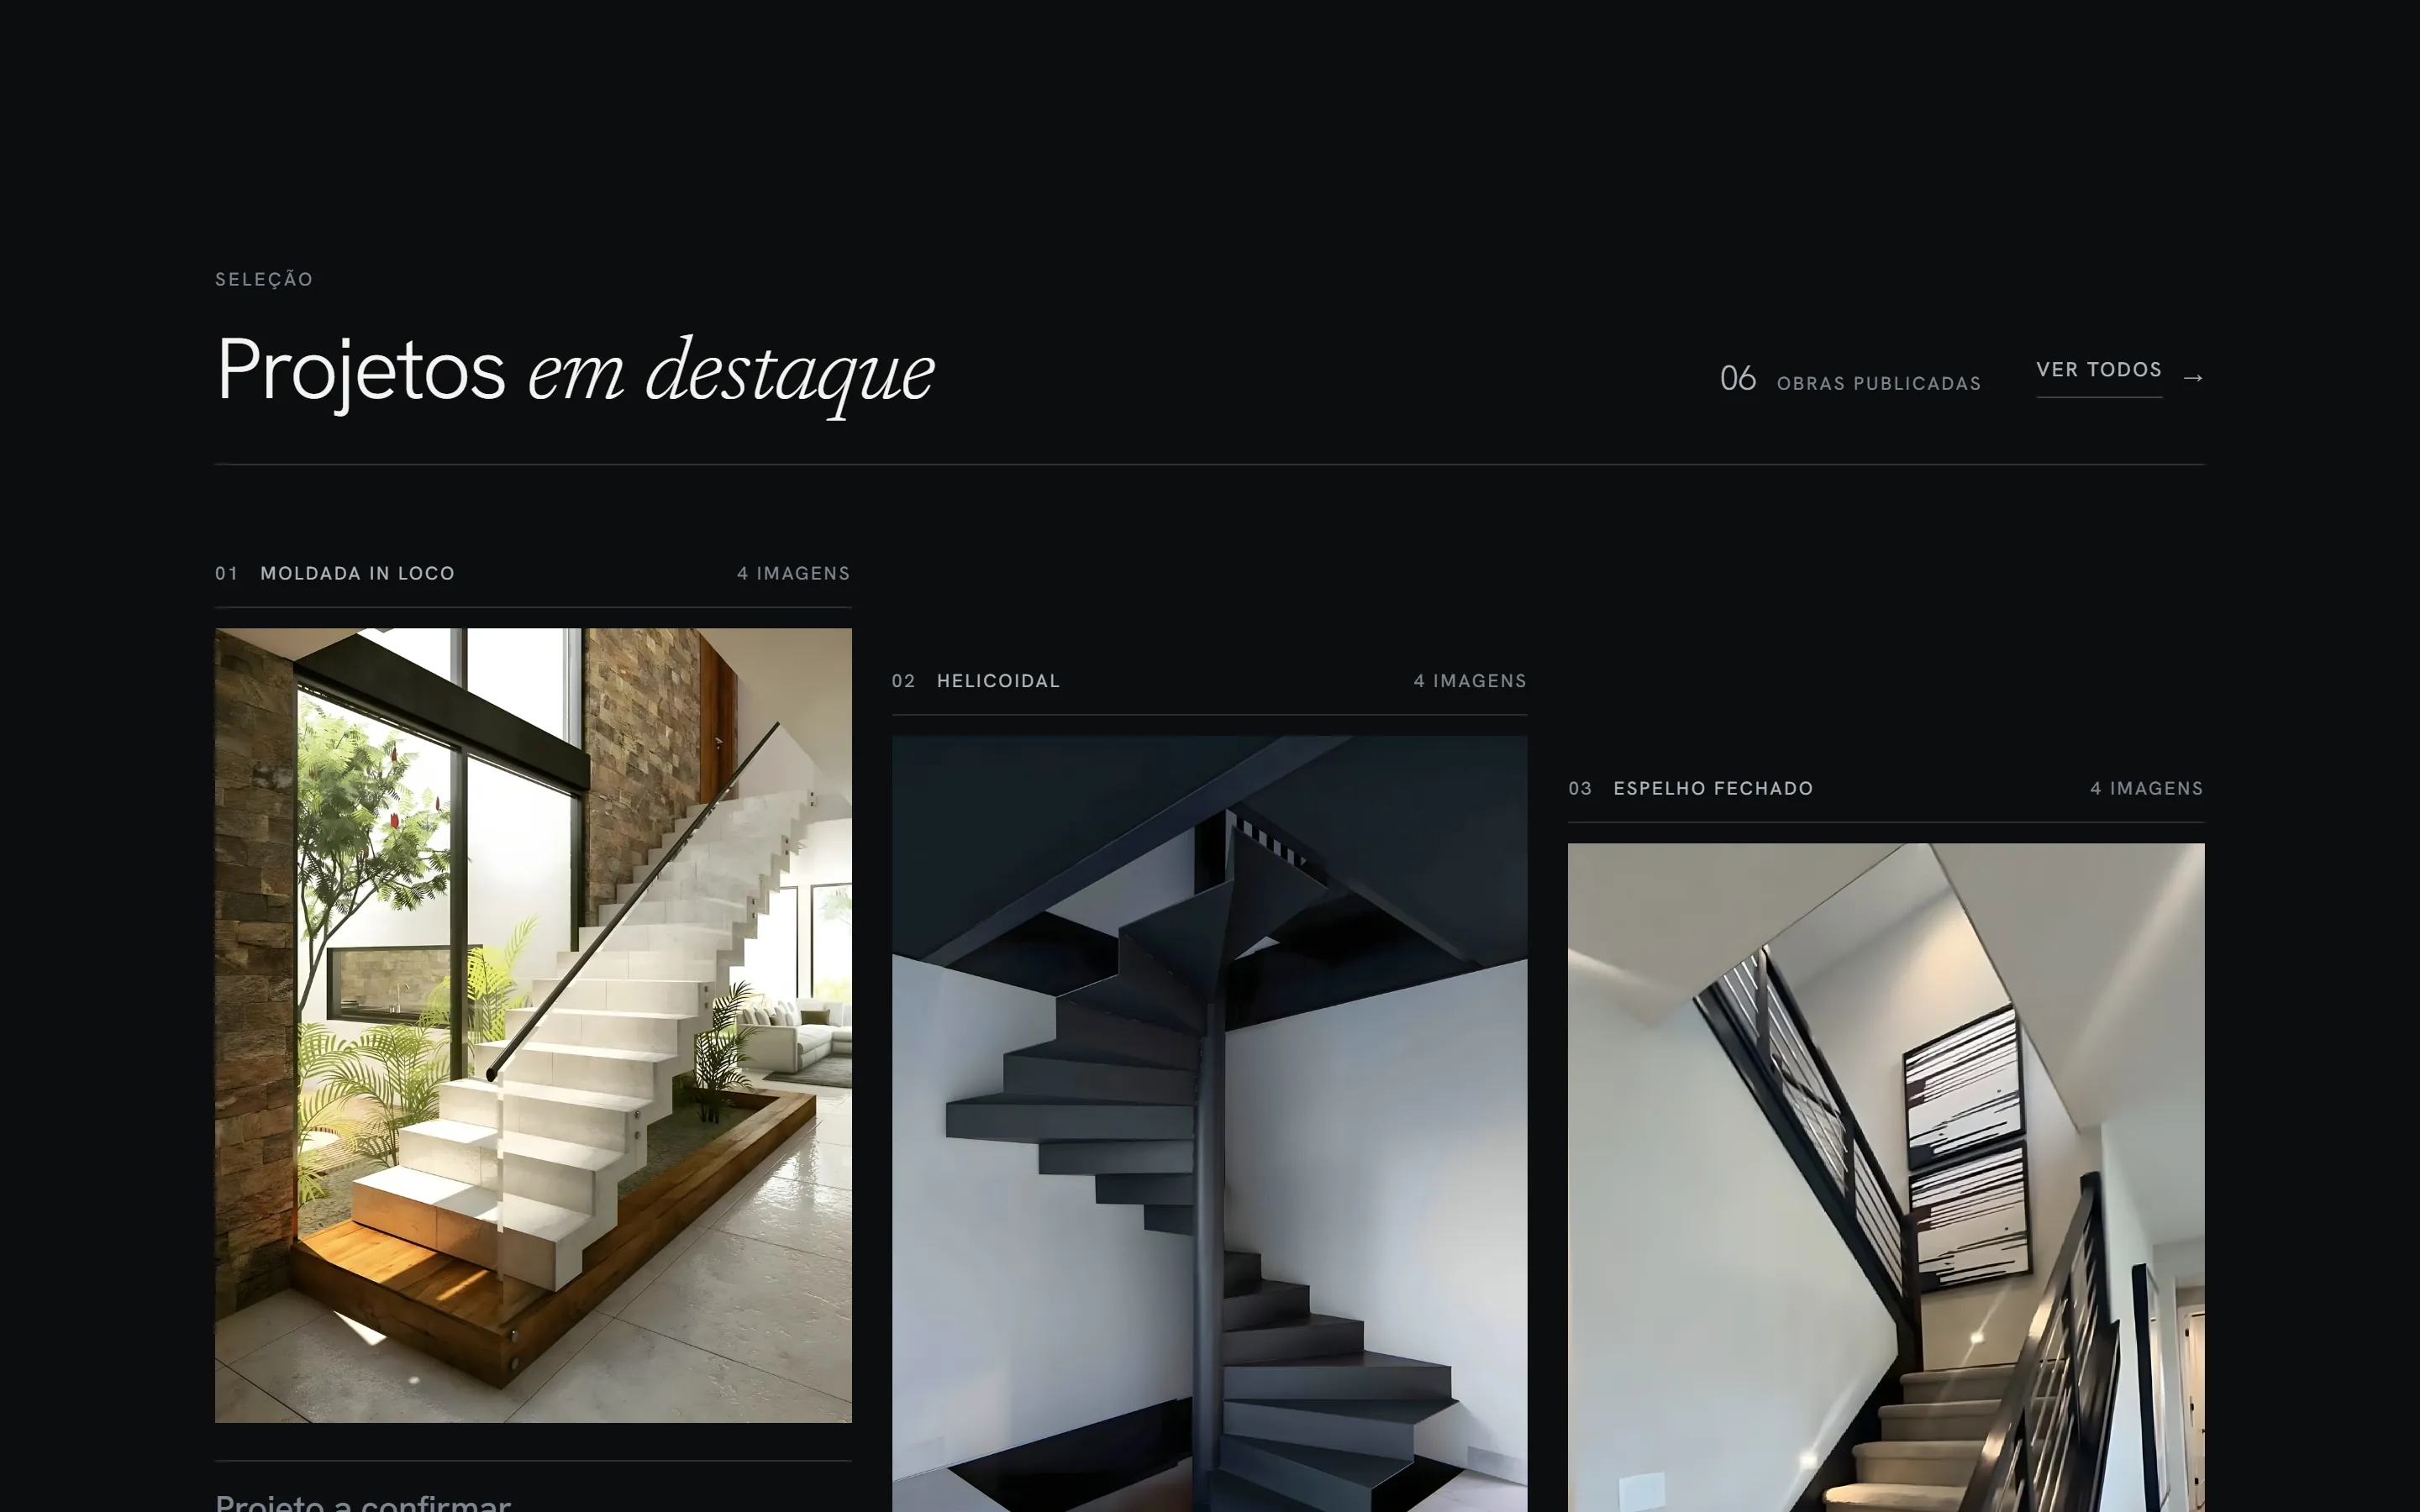 SELEÇÃO
Projetos em destaque
06 OBRAS PUBLICADAS
VER TODOS →
01 MOLDADA IN LOCO
4 IMAGENS
02 HELICOIDAL
4 IMAGENS
03 ESPELHO FECHADO
4 IMAGENS
Projeto a confirmar